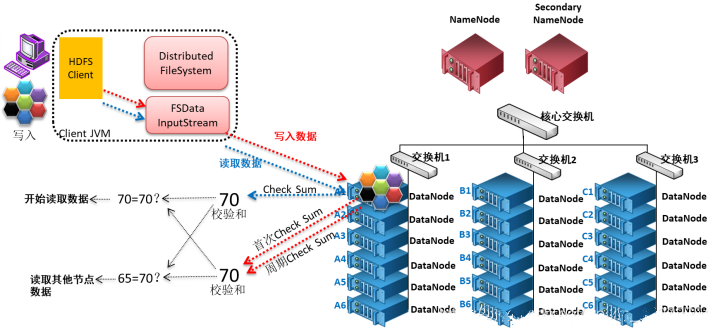 NameNode
Secondary
NameNode
HDFS
Client
Distributed
FileSystem
FSData
InputStream
写入
Client JVM
写入数据
读取数据
核心交换机
交换机1
交换机2
交换机3
开始读取数据
70=70?
70
校验和
Check Sum
首次Check Sum
周期Check Sum
读取其他节点
数据
65=70?
70
校验和
DataNode
B1
DataNode
C1
DataNode
A2
DataNode
B2
DataNode
C2
DataNode
A3
DataNode
B3
DataNode
C3
DataNode
A4
DataNode
B4
DataNode
C4
DataNode
A5
DataNode
B5
DataNode
C5
DataNode
A6
DataNode
B6
DataNode
C6
DataNode